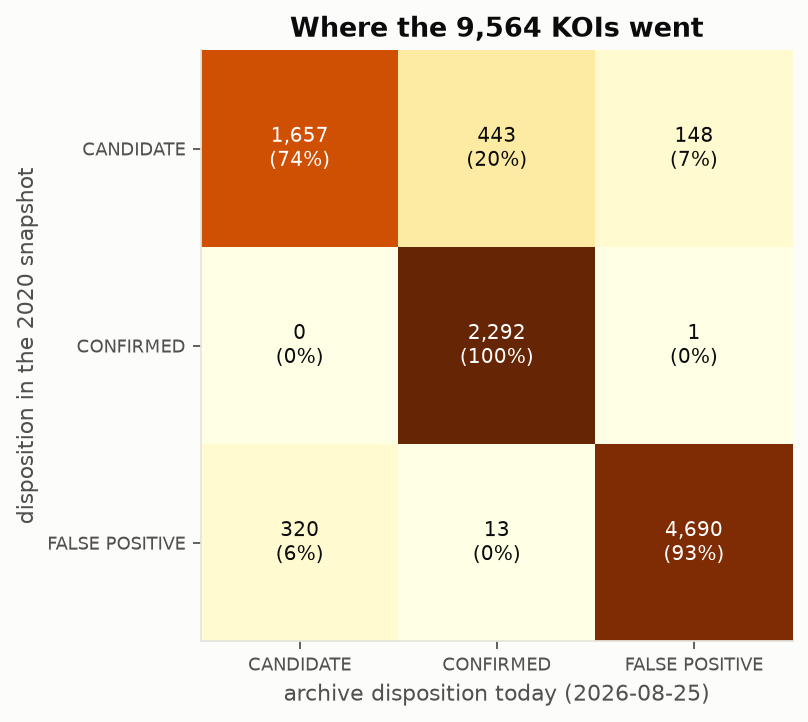 Where the 9,564 KOIs went
disposition in the 2020 snapshot
CANDIDATE
1,657
(74%)
443
(20%)
148
(7%)
CONFIRMED
0
(0%)
2,292
(100%)
1
(0%)
FALSE POSITIVE
320
(6%)
13
(0%)
4,690
(93%)
CANDIDATE
CONFIRMED
FALSE POSITIVE
archive disposition today (2026-08-25)